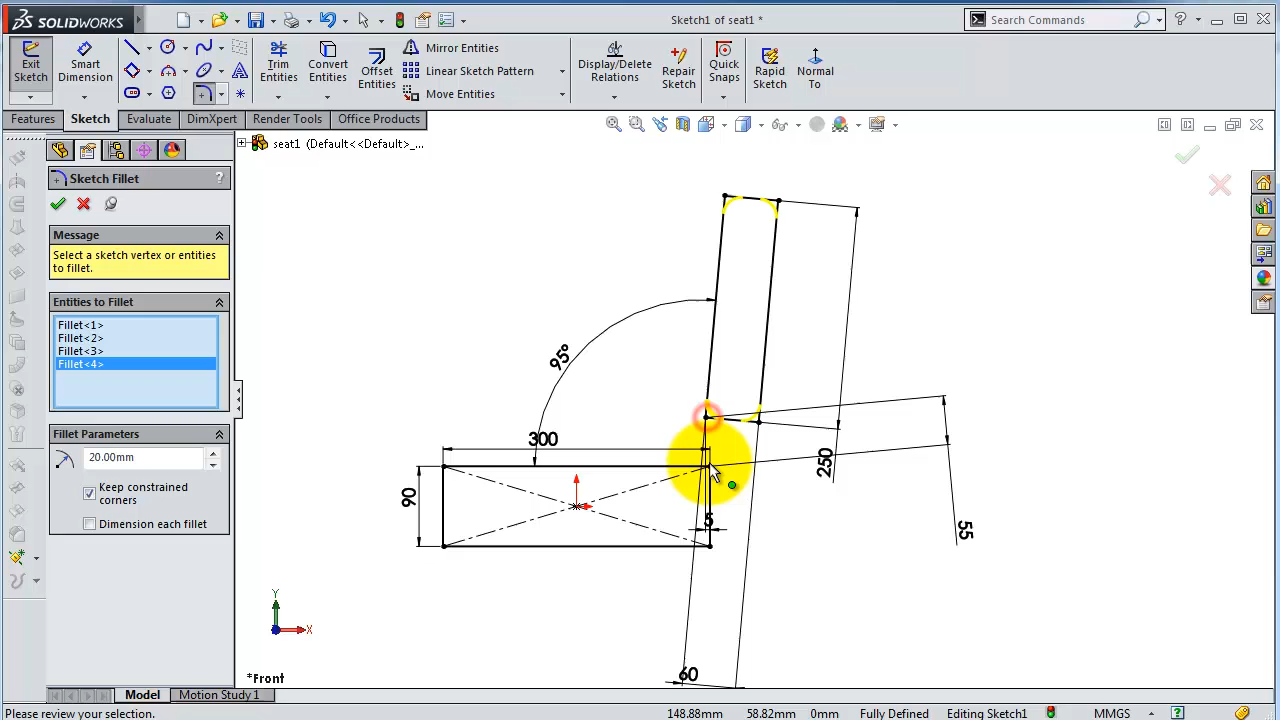 SOLIDWORKS
Sketch1 of seat1 *
Search Commands
Exit Sketch
Smart Dimension
Trim Entities
Convert Entities
Offset Entities
Mirror Entities
Linear Sketch Pattern
Move Entities
Display/Delete Relations
Repair Sketch
Quick Snaps
Rapid Sketch
Normal To
Features
Sketch
Evaluate
DimXpert
Render Tools
Office Products
seat1 (Default<<Default>_...
Sketch Fillet
?
Message
Select a sketch vertex or entities
to fillet.
Entities to Fillet
Fillet<1>
Fillet<2>
Fillet<3>
Fillet<4>
Fillet Parameters
20.00mm
Keep constrained
corners
Dimension each fillet
95°
300
90
5
250
55
60
Y
X
*Front
Model
Motion Study 1
Please review your selection.
148.88mm
58.82mm
0mm
Fully Defined
Editing Sketch1
MMGS
?